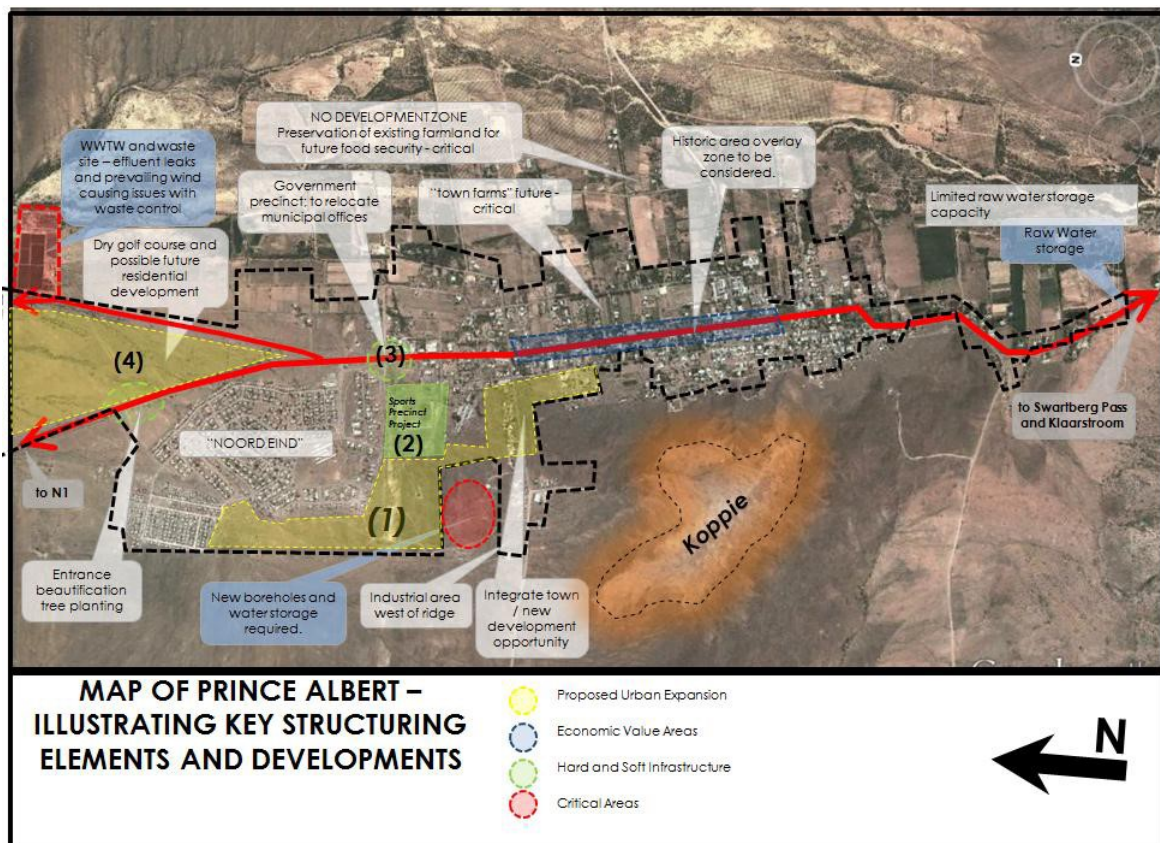 NO DEVELOPMENT ZONE
Preservation of existing farmland for
future food security - critical
WWTW and waste
site – effluent leaks
and prevailing wind
causing issues with
waste control
Government
precinct: to relocate
municipal offices
"town farms" future -
critical
Historic area overlay
zone to be
considered.
Limited raw water storage
capacity
Raw Water
storage
N
Dry golf course and
possible future
residential
development
(4)
(3)
Sports
Precinct
Project
(2)
"NOORD EIND"
(1)
to N1
to Swartberg Pass
and Klaarstroom
Koppie
Entrance
beautification
tree planting
New boreholes and
water storage
required.
Industrial area
west of ridge
Integrate town
/ new
development
opportunity
MAP OF PRINCE ALBERT –
ILLUSTRATING KEY STRUCTURING
ELEMENTS AND DEVELOPMENTS
Proposed Urban Expansion
Economic Value Areas
Hard and Soft Infrastructure
Critical Areas
N